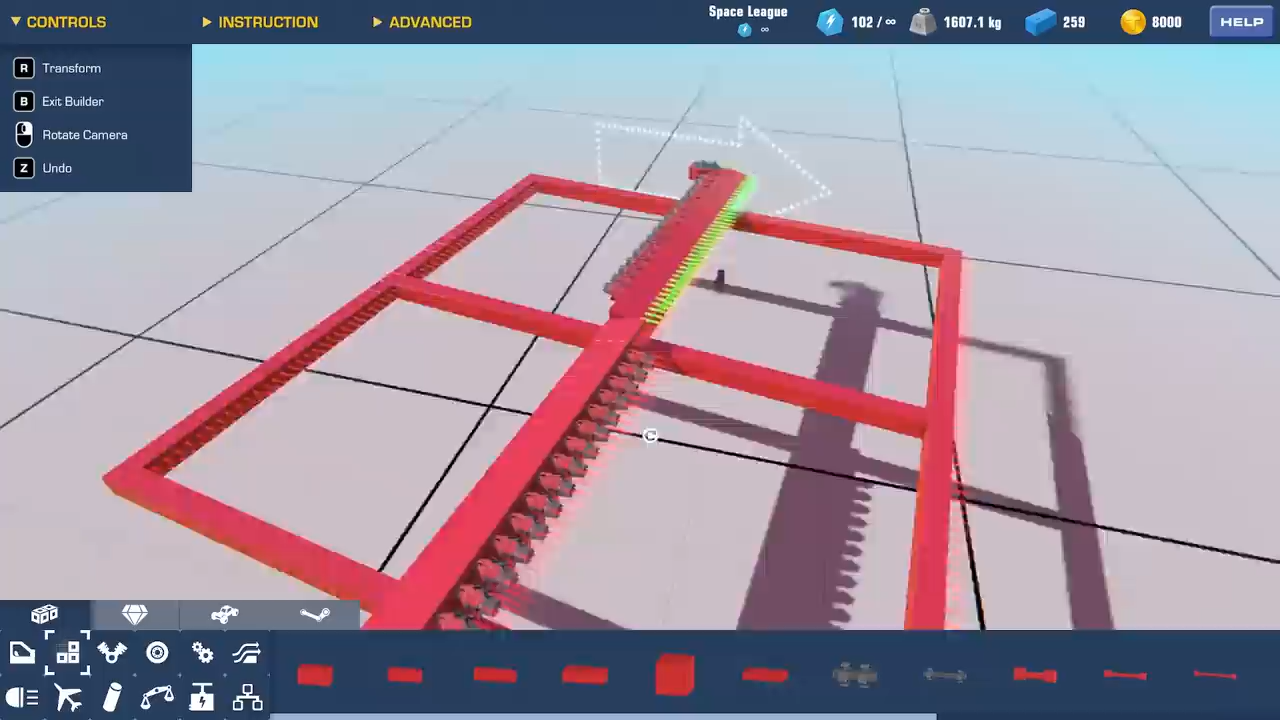 CONTROLS
INSTRUCTION
ADVANCED
Space League
∞
102 / ∞
1607.1 kg
259
8000
HELP
R Transform
B Exit Builder
Rotate Camera
Z Undo